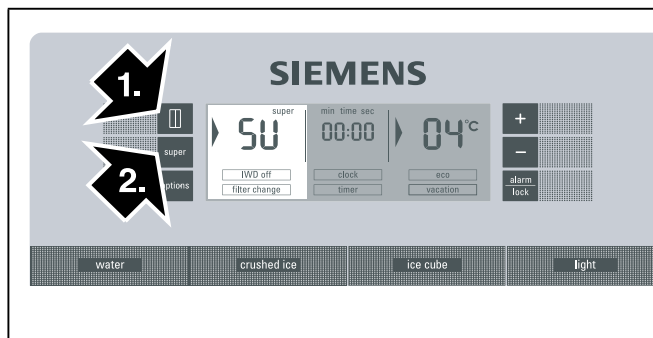 1.
SIEMENS
super
SU
min time sec
00:00
04°C
+
super
−
2.
options
IWD off
clock
eco
alarm
lock
filter change
timer
vacation
water
crushed ice
ice cube
light